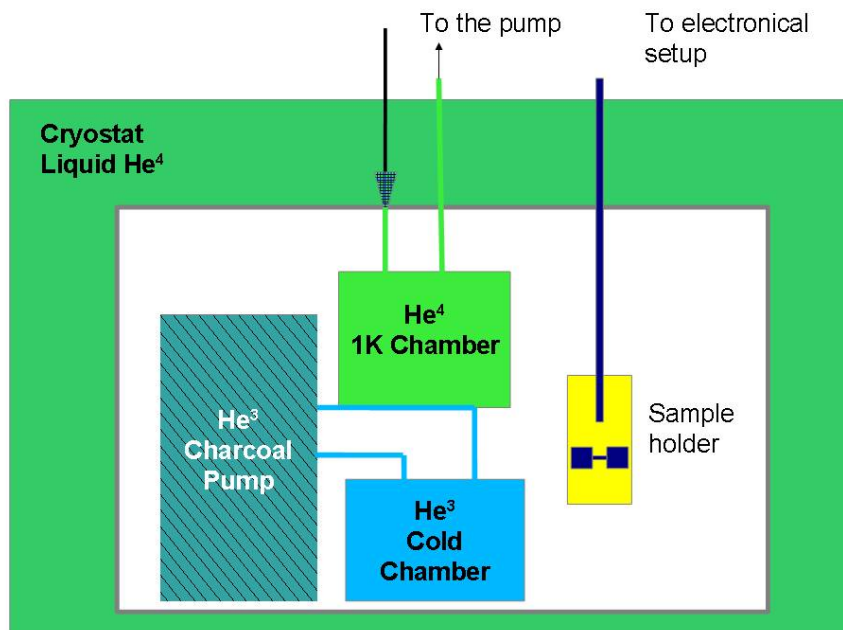 To the pump
To electronical
setup
Cryostat
Liquid He⁴
He⁴
1K Chamber
He³
Charcoal
Pump
Sample
holder
He³
Cold
Chamber